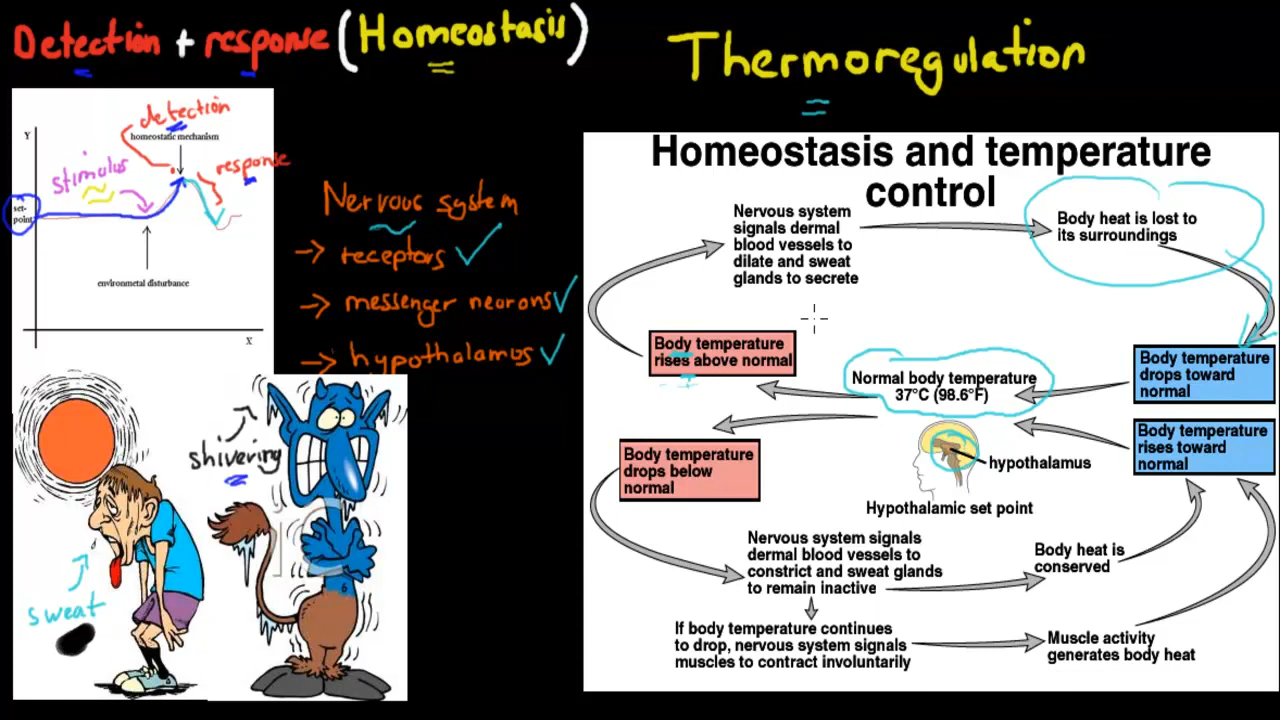 Detection + response (Homeostasis)
Thermoregulation
detection
Y
homeostatic mechanism
response
stimulus
set-
point
environmetal disturbance
X
Nervous system
→ receptors ✓
→ messenger neurons ✓
→ hypothalamus ✓
shivering
sweat
Homeostasis and temperature
control
Nervous system
signals dermal
blood vessels to
dilate and sweat
glands to secrete
Body heat is lost to
its surroundings
Body temperature
rises above normal
Normal body temperature
37°C (98.6°F)
Body temperature
drops toward
normal
Body temperature
drops below
normal
hypothalamus
Hypothalamic set point
Body temperature
rises toward
normal
Nervous system signals
dermal blood vessels to
constrict and sweat glands
to remain inactive
Body heat is
conserved
If body temperature continues
to drop, nervous system signals
muscles to contract involuntarily
Muscle activity
generates body heat